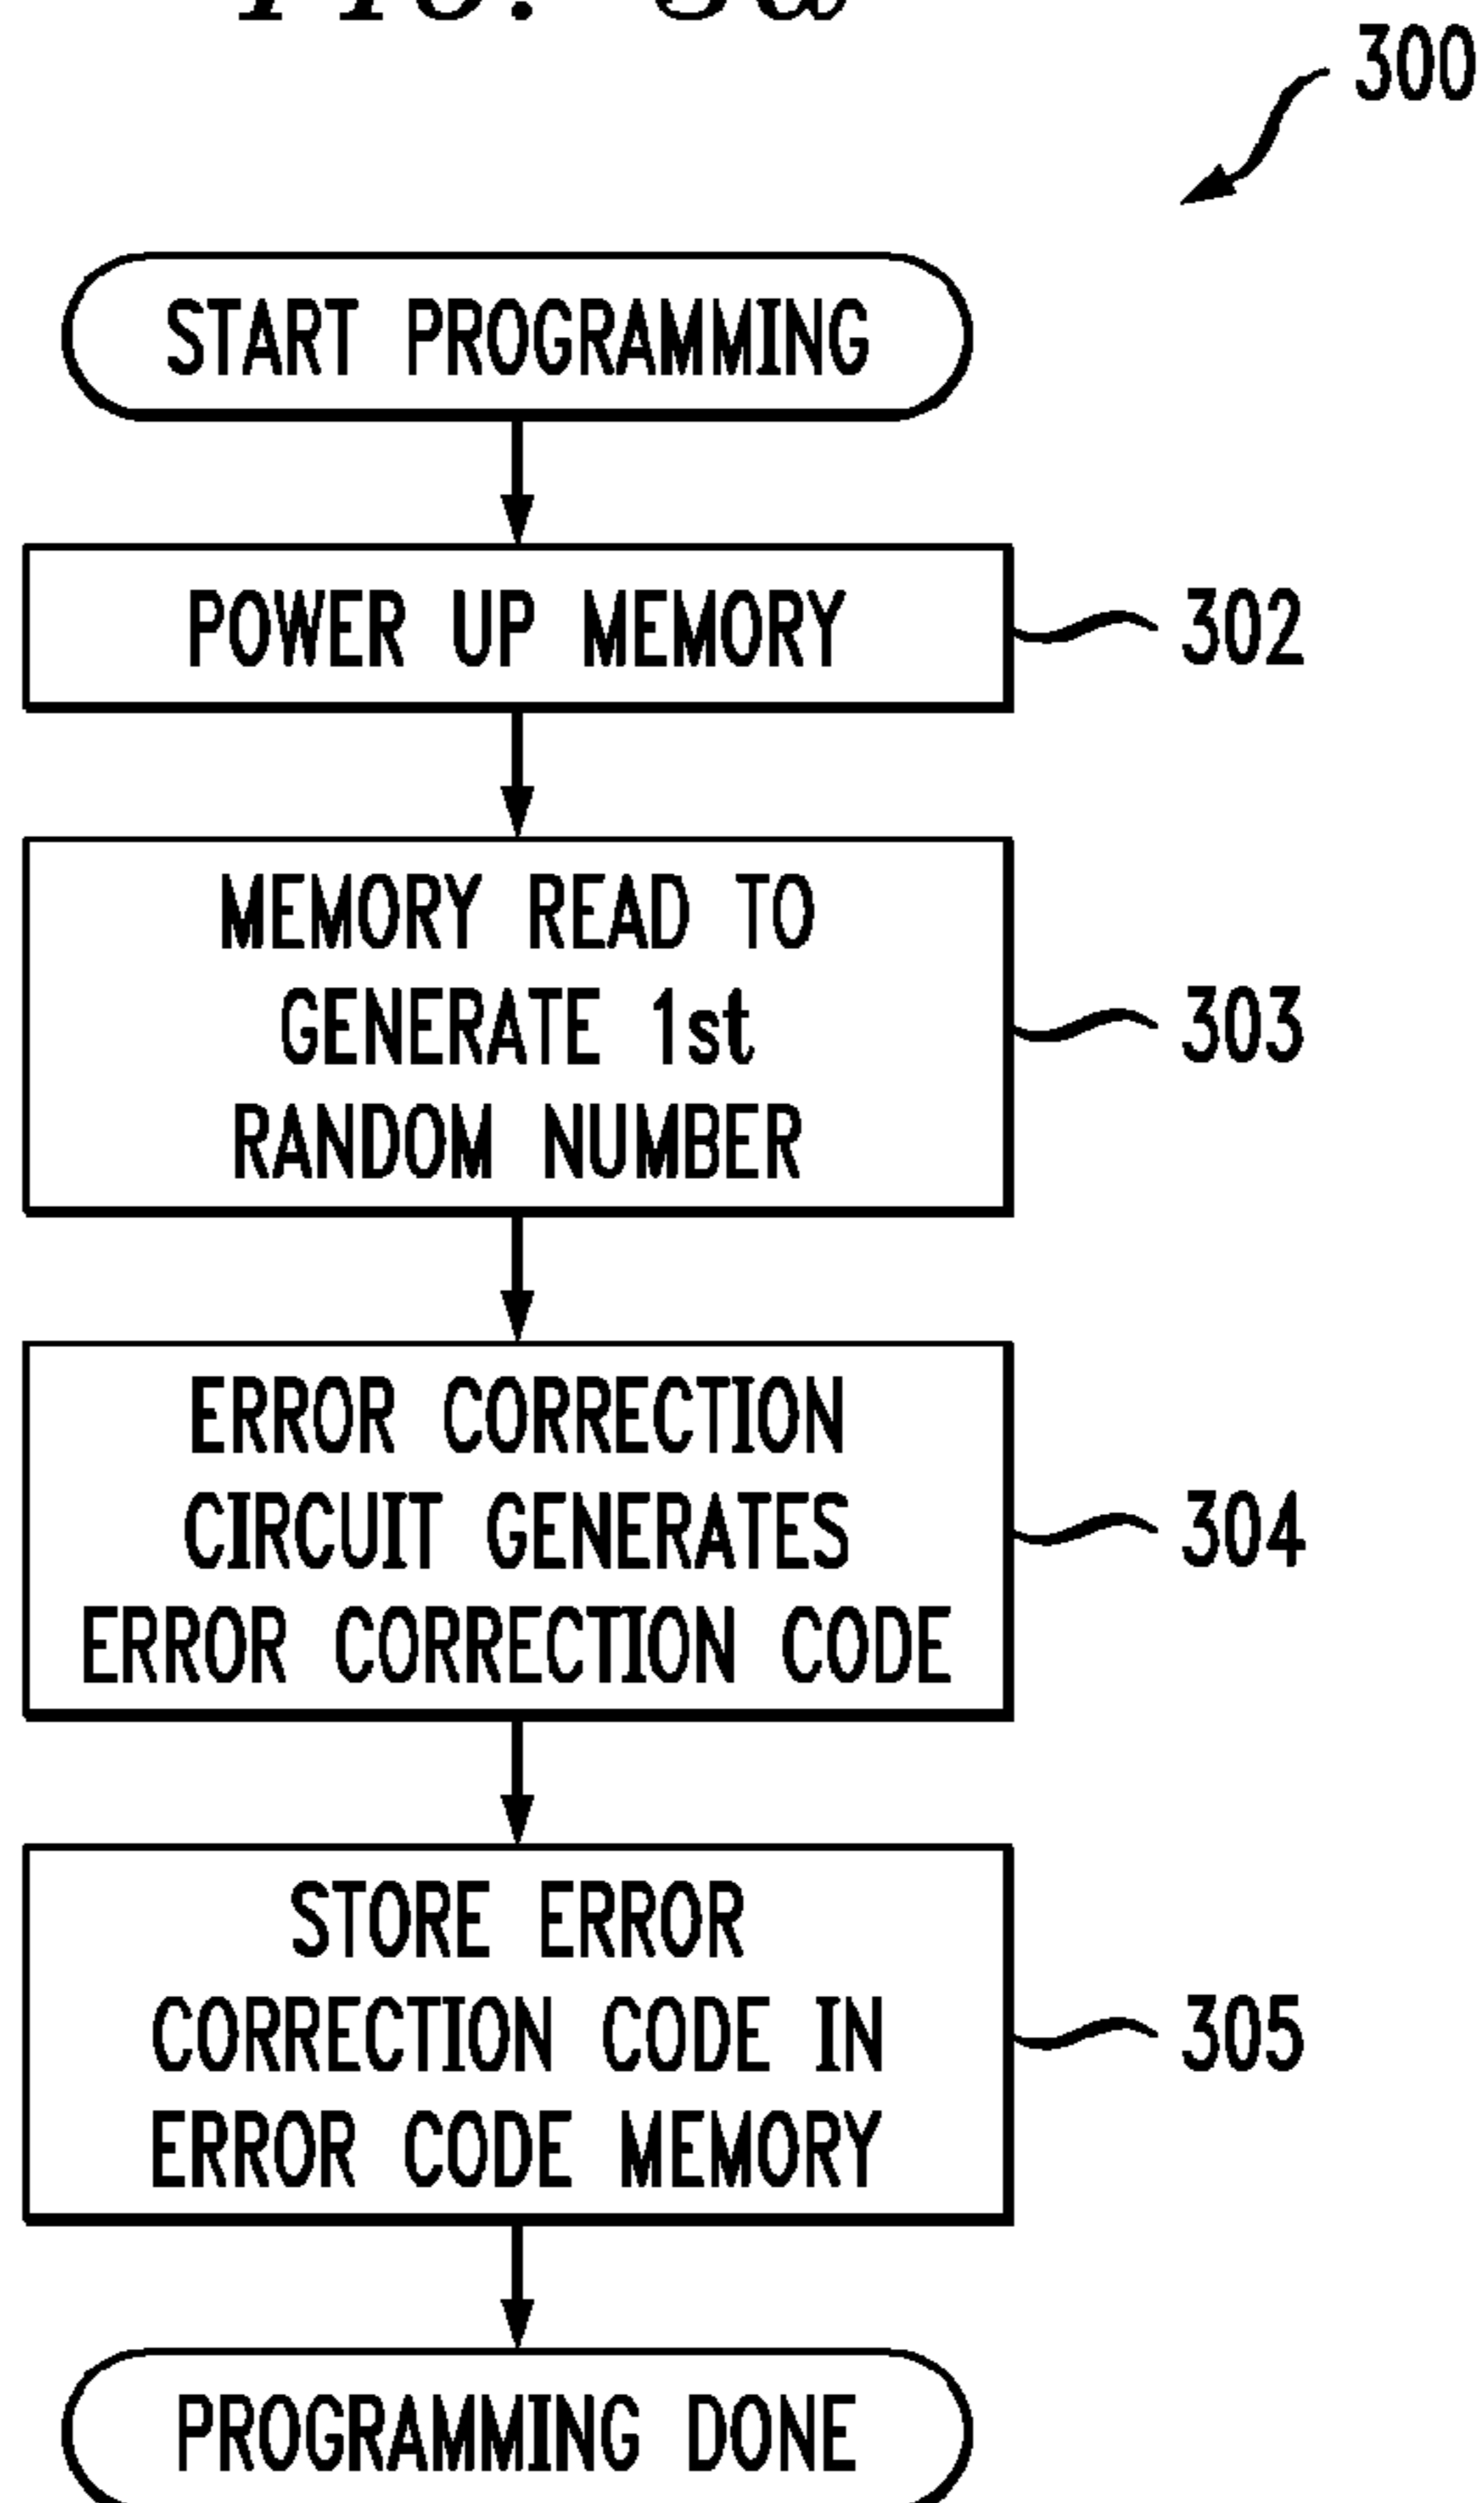 300
START PROGRAMMING
POWER UP MEMORY
302
MEMORY READ TO
GENERATE 1st
RANDOM NUMBER
303
ERROR CORRECTION
CIRCUIT GENERATES
ERROR CORRECTION CODE
304
STORE ERROR
CORRECTION CODE IN
ERROR CODE MEMORY
305
PROGRAMMING DONE